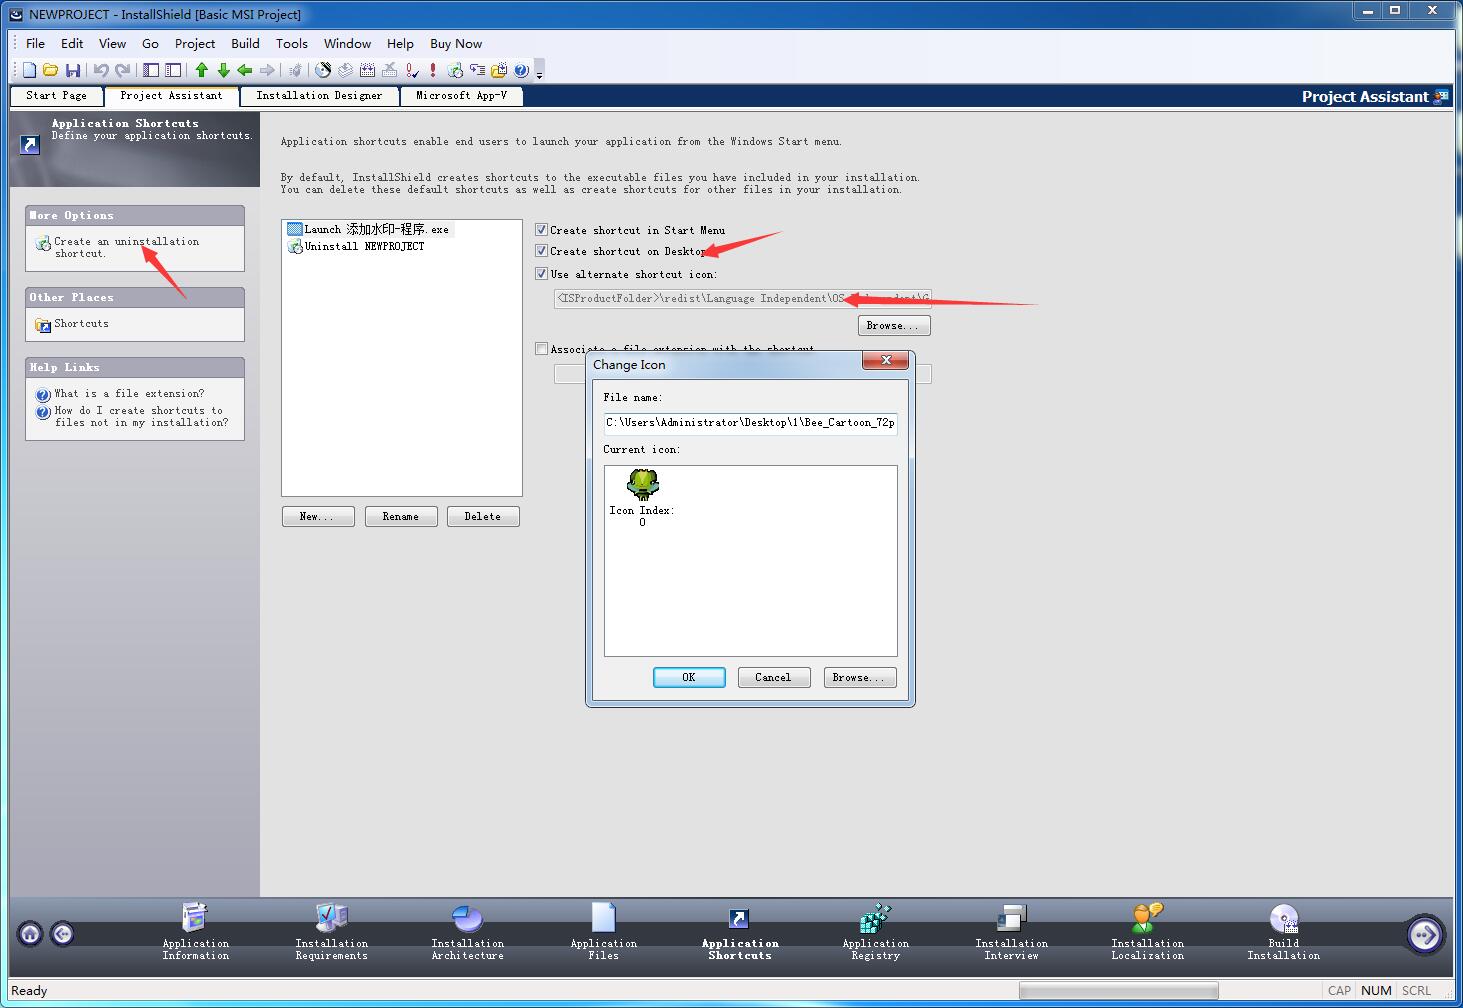 NEWPROJECT - InstallShield [Basic MSI Project]
File Edit View Go Project Build Tools Window Help Buy Now
Start Page Project Assistant Installation Designer Microsoft App-V
Project Assistant
Application Shortcuts
Define your application shortcuts.
More Options
Create an uninstallation
shortcut.
Other Places
Shortcuts
Help Links
What is a file extension?
How do I create shortcuts to
files not in my installation?
Application shortcuts enable end users to launch your application from the Windows Start menu.
By default, InstallShield creates shortcuts to the executable files you have included in your installation.
You can delete these default shortcuts as well as create shortcuts for other files in your installation.
Launch 添加水印-程序.exe
Uninstall NEWPROJECT
New... Rename Delete
Create shortcut in Start Menu
Create shortcut on Desktop
Use alternate shortcut icon:
<ISProductFolder>\redist\Language Independent\OS Independent\G
Browse...
Associate a file extension with the shortcut
Change Icon
File name:
C:\Users\Administrator\Desktop\1\Bee_Cartoon_72p
Current icon:
Icon Index:
0
OK Cancel Browse...
Application
Information
Installation
Requirements
Installation
Architecture
Application
Files
Application
Shortcuts
Application
Registry
Installation
Interview
Installation
Localization
Build
Installation
Ready
CAP NUM SCRL